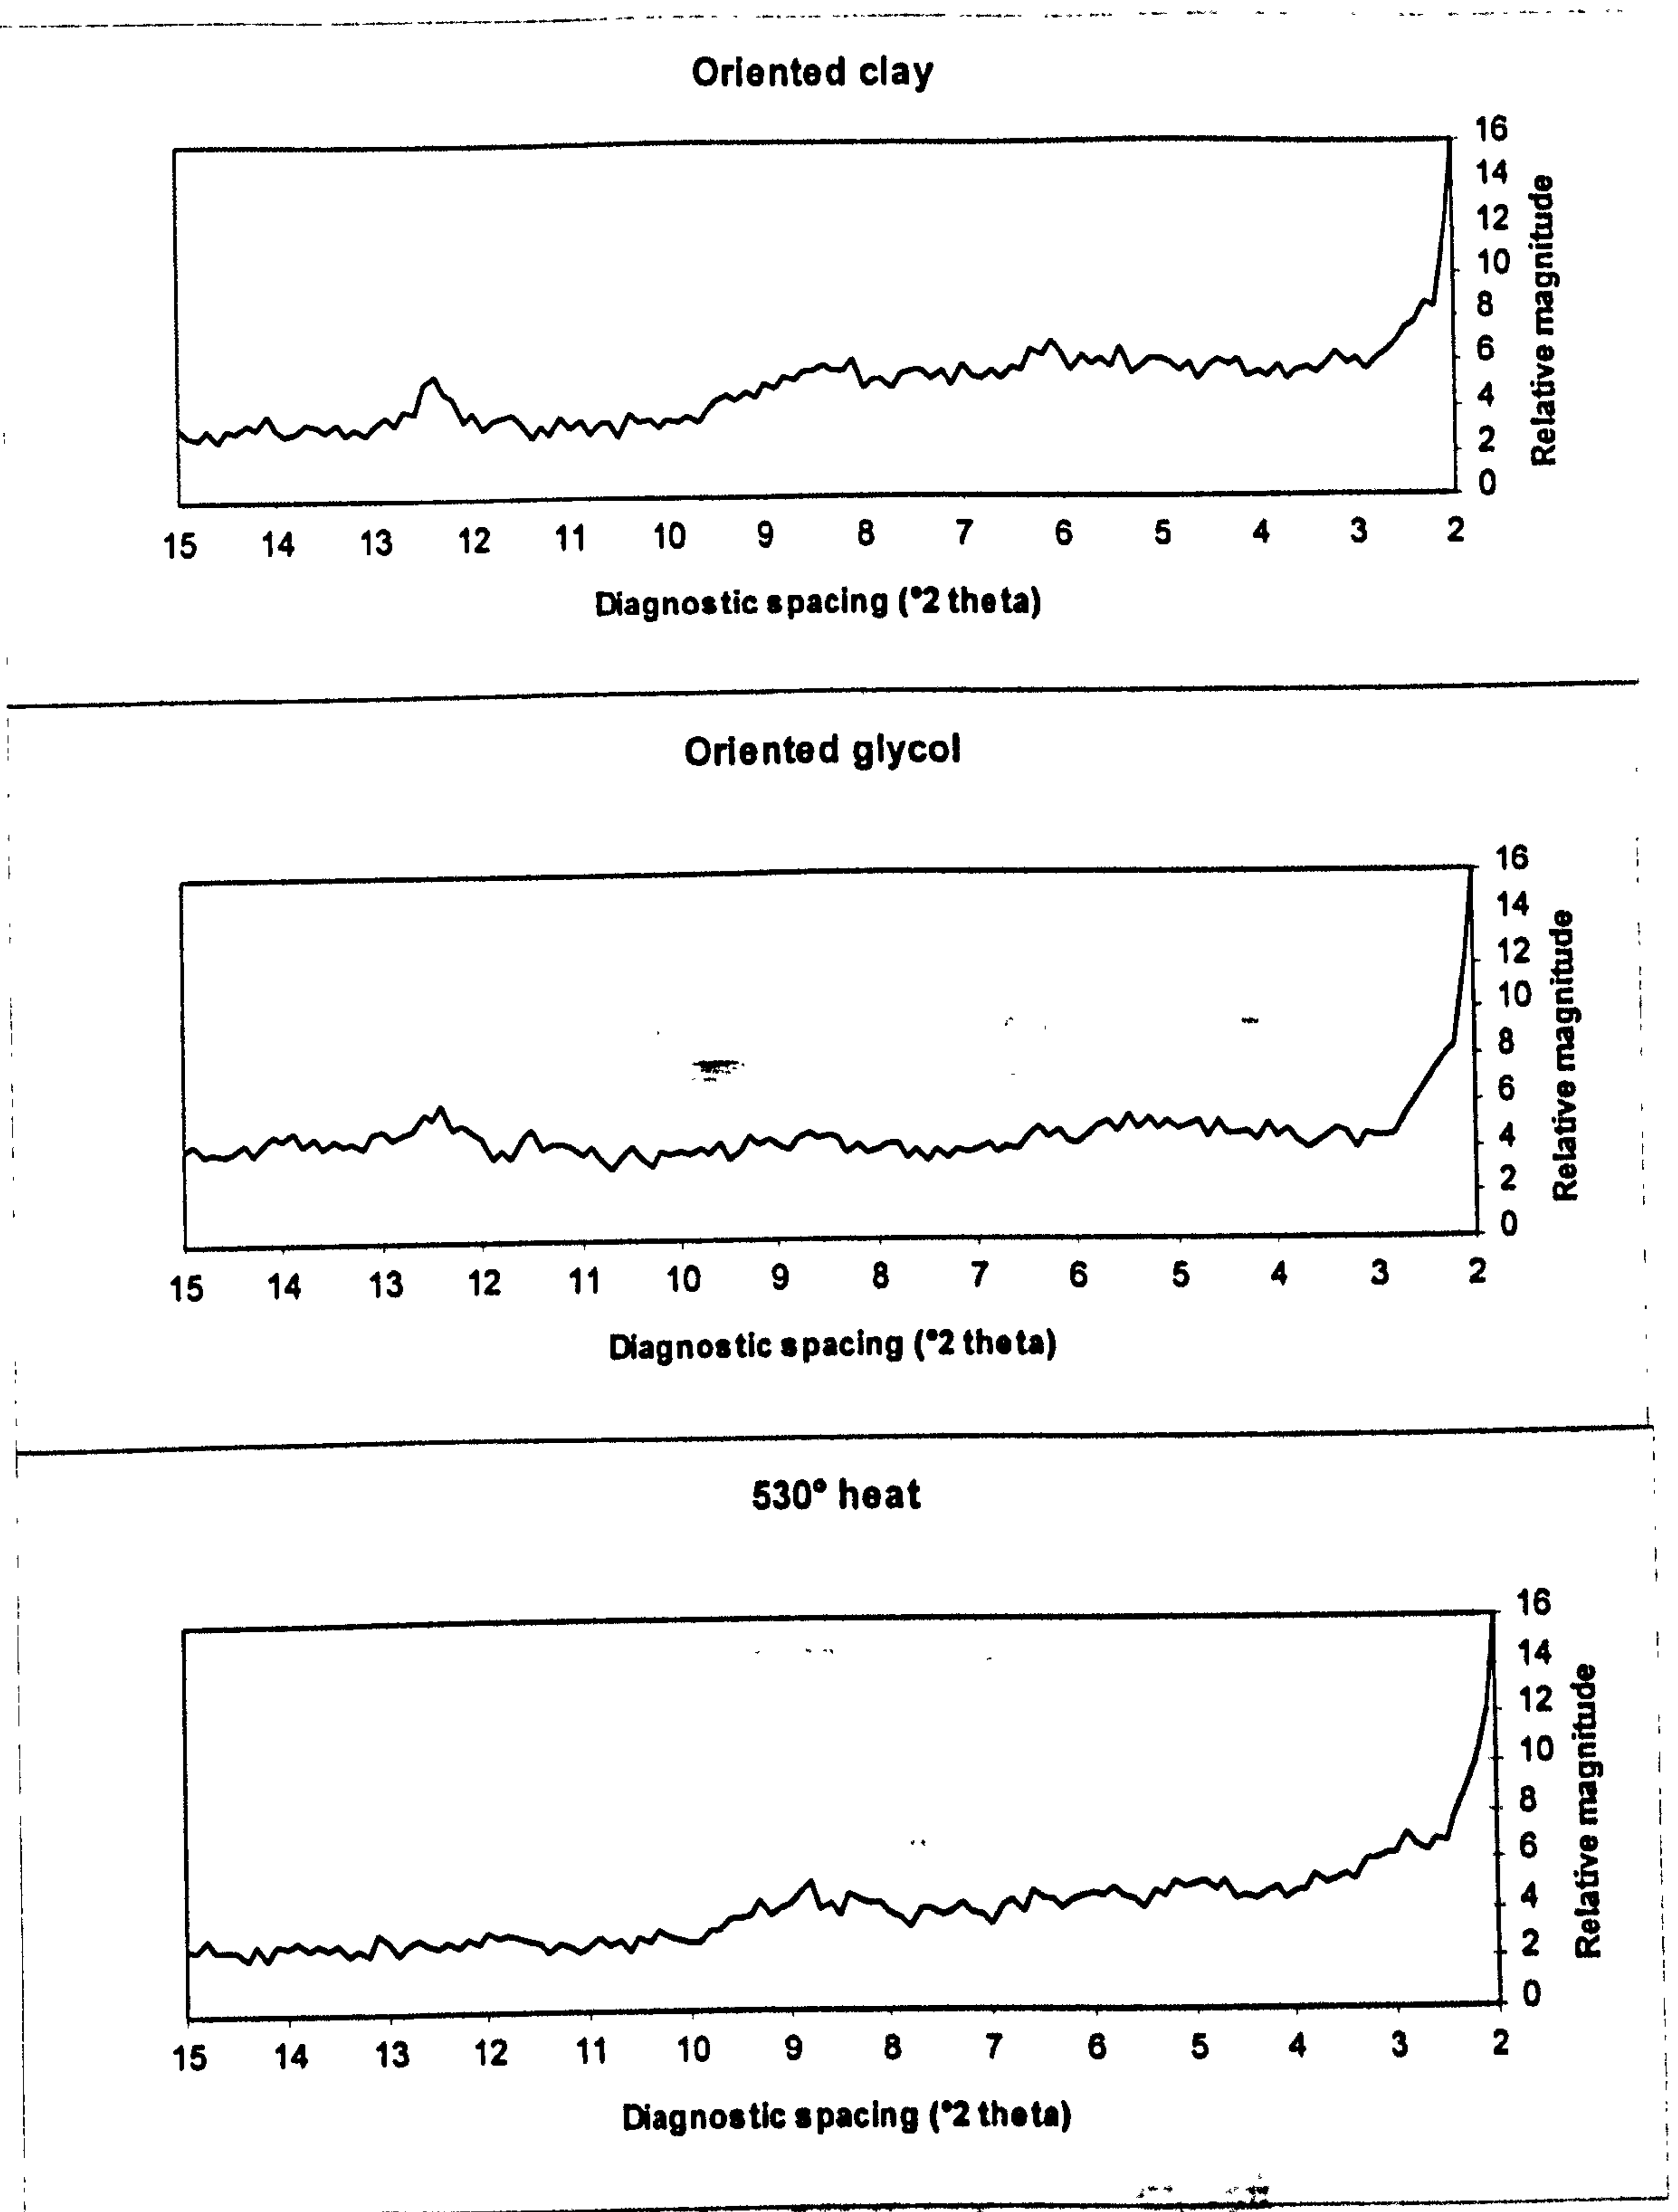 Oriented clay
16
14
12
10
8
6
4
2
0
Relative magnitude
15 14 13 12 11 10 9 8 7 6 5 4 3 2
Diagnostic spacing (°2 theta)
Oriented glycol
16
14
12
10
8
6
4
2
0
Relative magnitude
15 14 13 12 11 10 9 8 7 6 5 4 3 2
Diagnostic spacing (°2 theta)
530° heat
16
14
12
10
8
6
4
2
0
Relative magnitude
15 14 13 12 11 10 9 8 7 6 5 4 3 2
Diagnostic spacing (°2 theta)